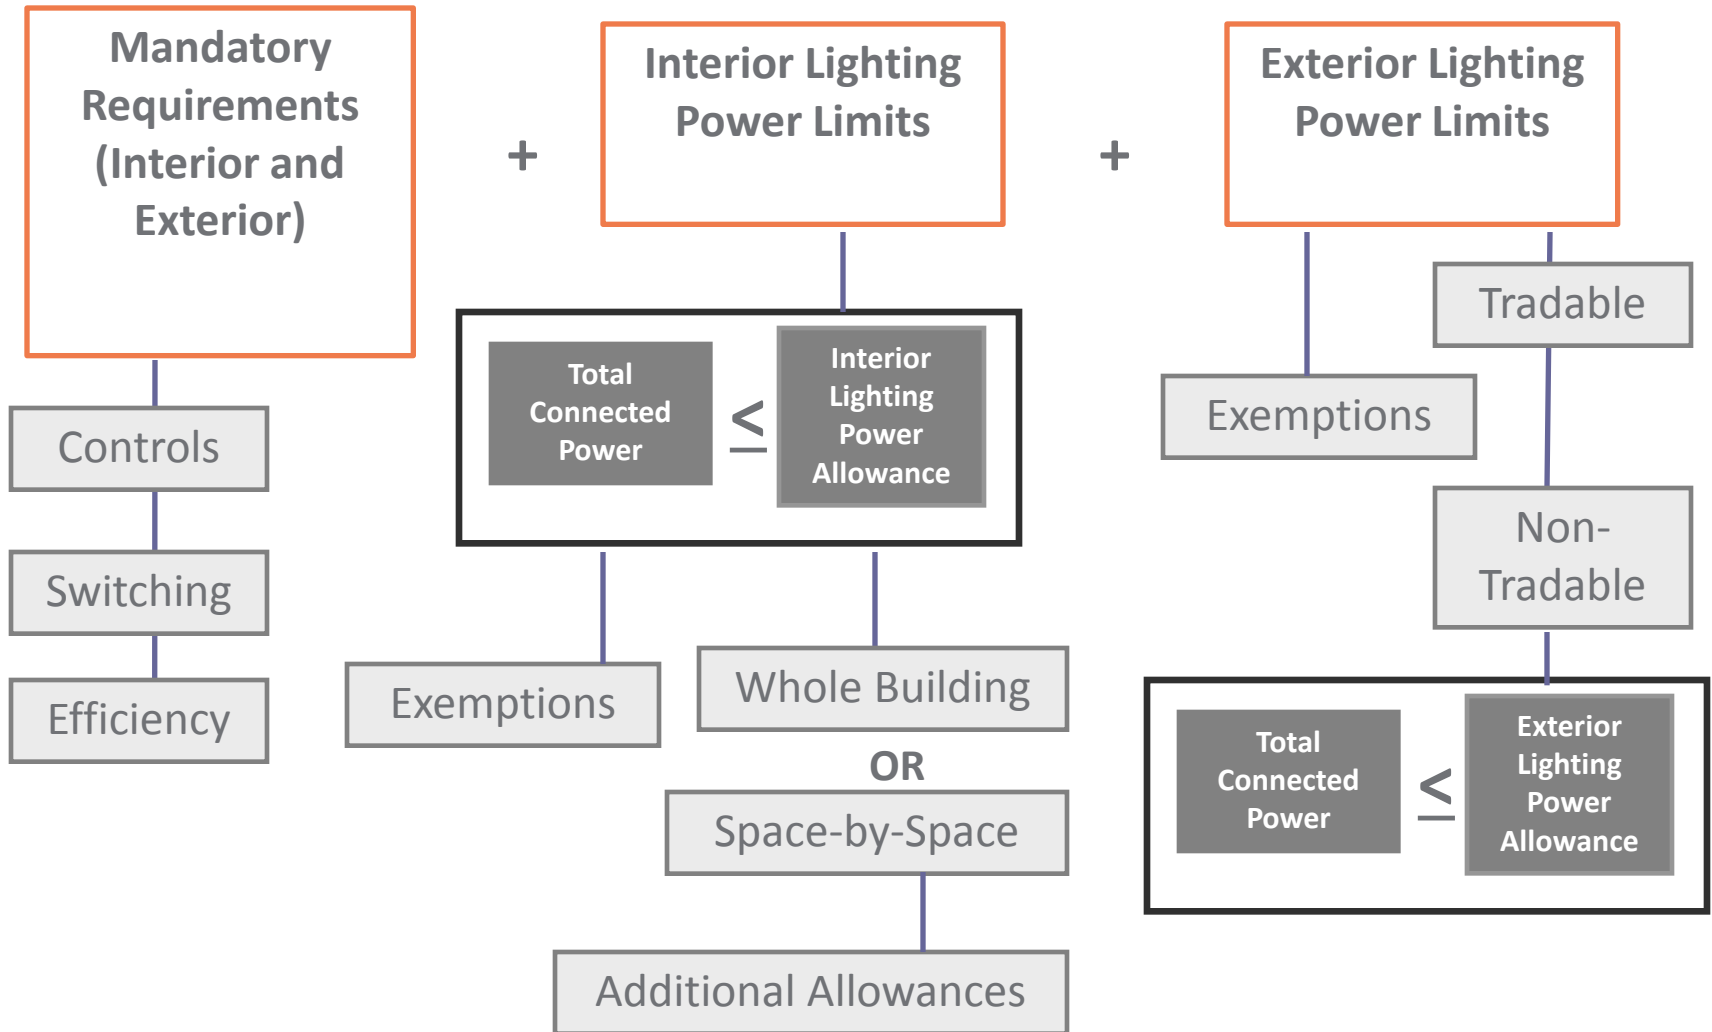 Mandatory
Requirements
(Interior and
Exterior)
+
Interior Lighting
Power Limits
+
Exterior Lighting
Power Limits
Controls
Switching
Efficiency
Total
Connected
Power
≤
Interior
Lighting
Power
Allowance
Exemptions
Whole Building
OR
Space-by-Space
Additional Allowances
Tradable
Exemptions
Non-
Tradable
Total
Connected
Power
≤
Exterior
Lighting
Power
Allowance